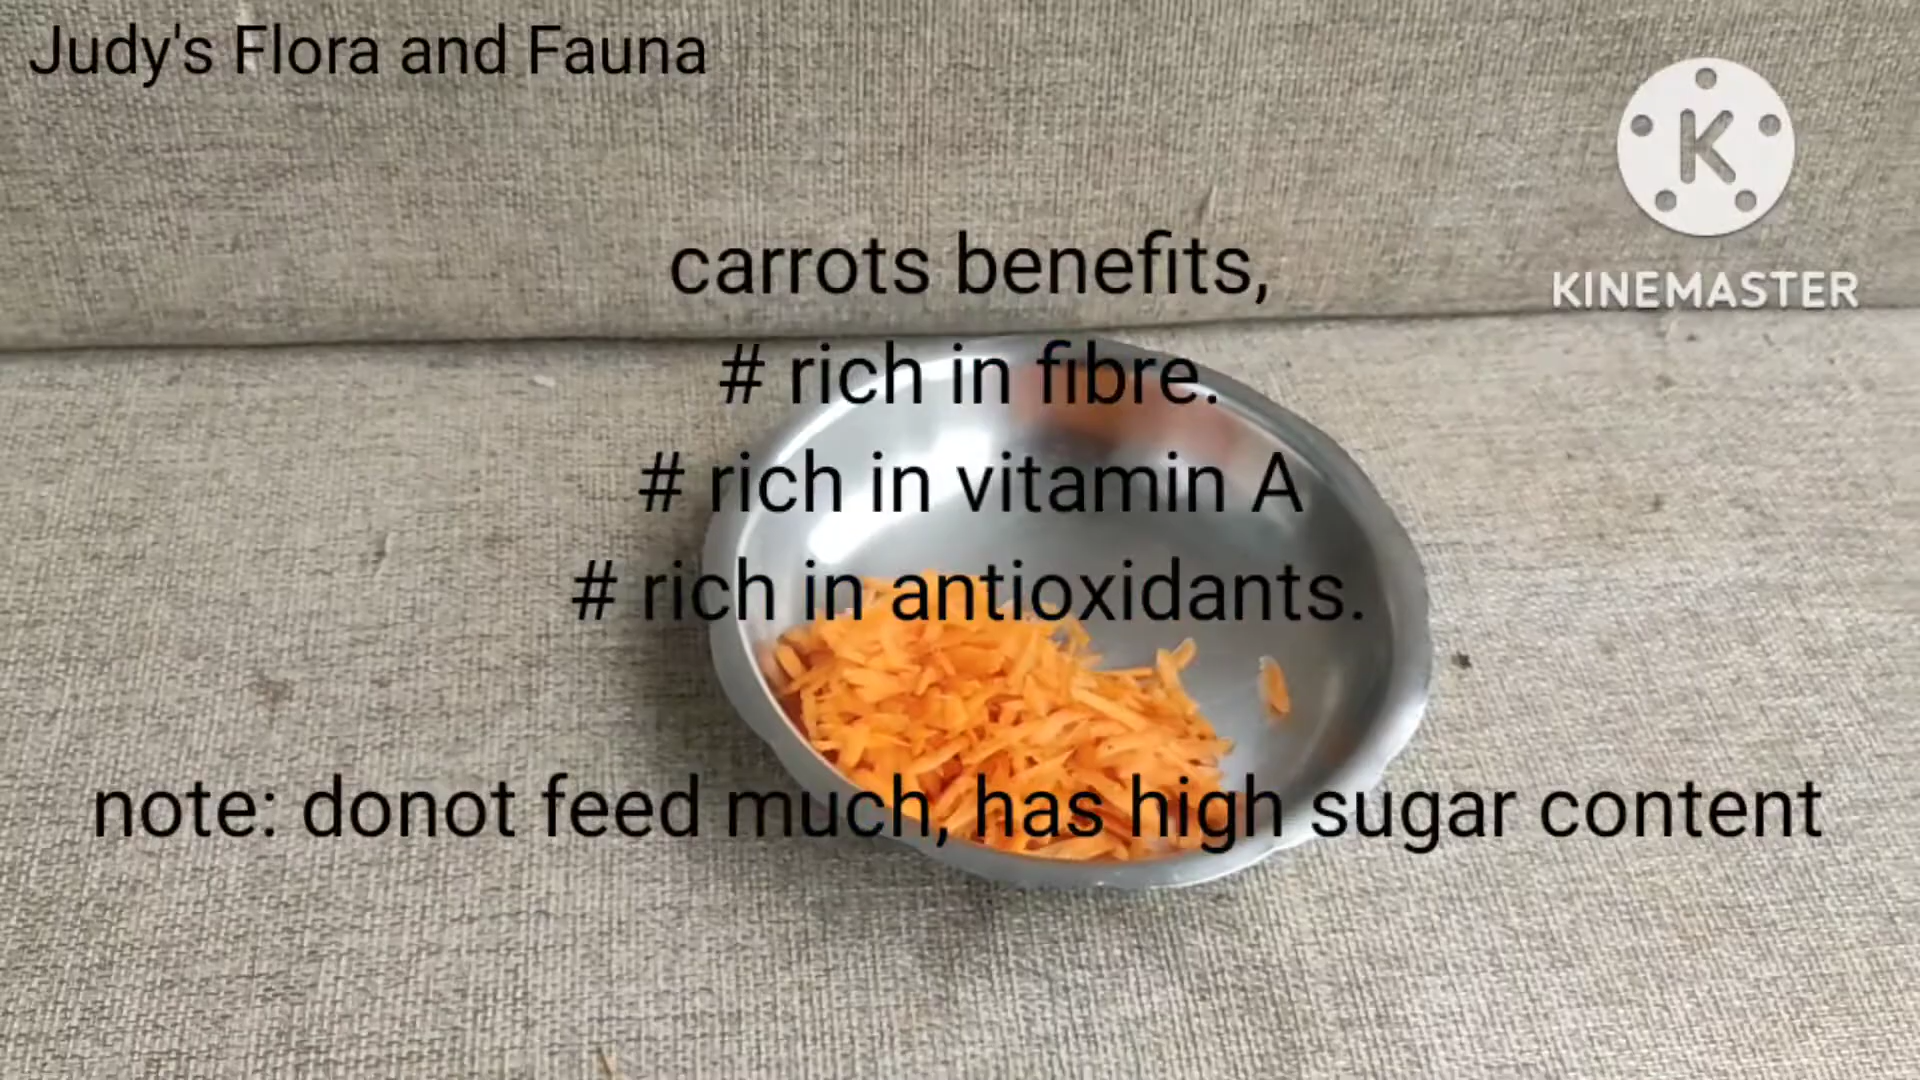 Judy's Flora and Fauna
K
KINEMASTER
carrots benefits,
# rich in fibre.
# rich in vitamin A
# rich in antioxidants.
note: donot feed much, has high sugar content